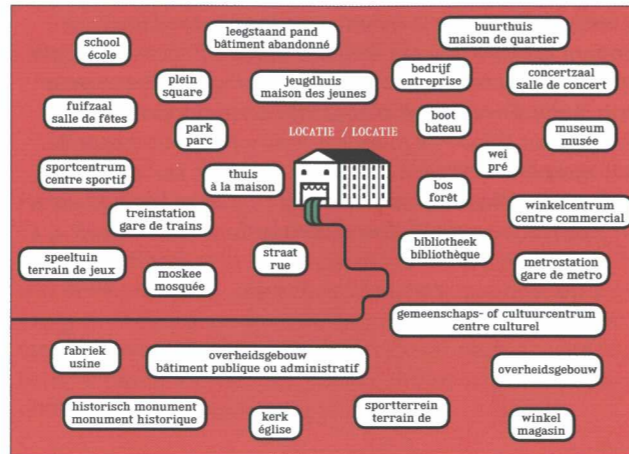 leegstaand pand
bâtiment abandonné
buurthuis
maison de quartier
school
école
plein
square
jeugdhuis
maison des jeunes
bedrijf
entreprise
concertzaal
salle de concert
fuifzaal
salle de fêtes
park
parc
LOCATIE / LOCATIE
boot
bateau
museum
musée
wei
pré
sportcentrum
centre sportif
thuis
à la maison
bos
forêt
winkelcentrum
centre commercial
treinstation
gare de trains
speeltuin
terrain de jeux
moskee
mosquée
straat
rue
bibliotheek
bibliothèque
metrostation
gare de metro
gemeenschaps- of cultuurcentrum
centre culturel
fabriek
usine
overheidsgebouw
bâtiment publique ou administratif
overheidsgebouw
historisch monument
monument historique
kerk
église
sportterrein
terrain de
winkel
magasin